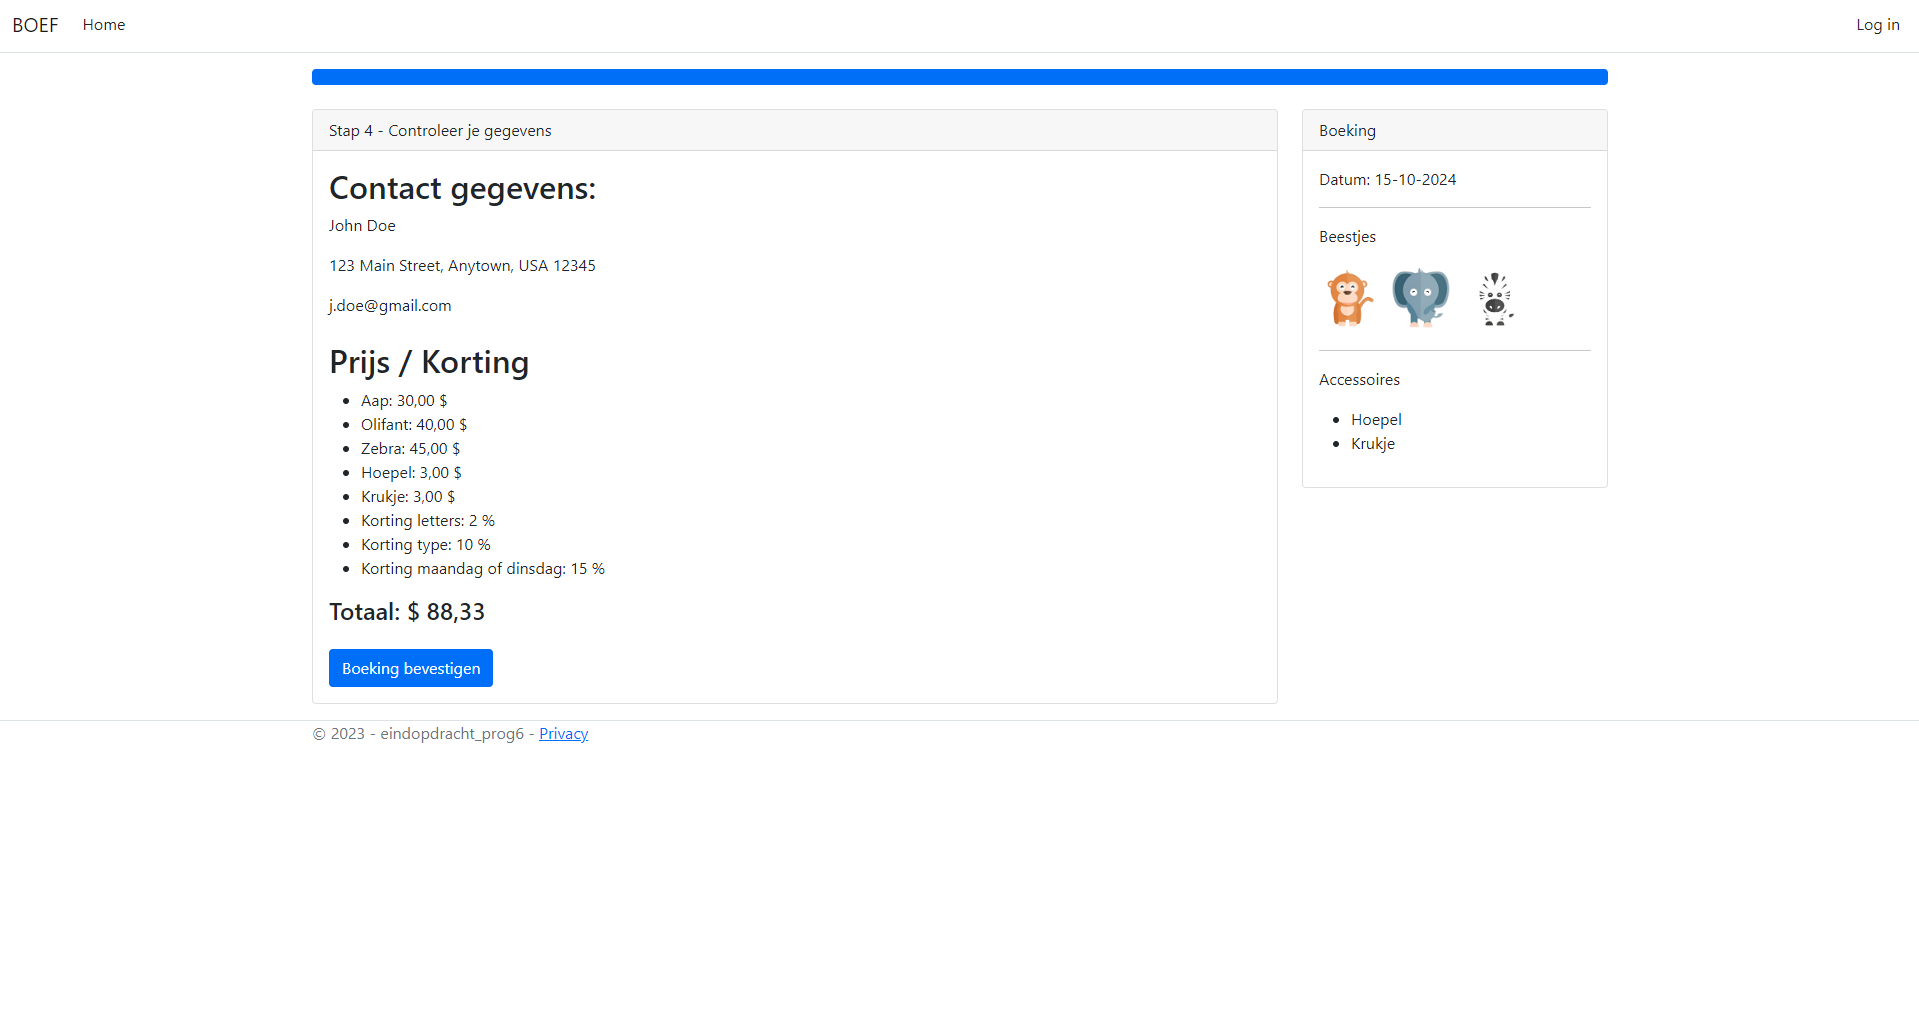 BOEF Home Log in
Stap 4 - Controleer je gegevens
Contact gegevens:
John Doe
123 Main Street, Anytown, USA 12345
j.doe@gmail.com
Prijs / Korting
• Aap: 30,00 $
• Olifant: 40,00 $
• Zebra: 45,00 $
• Hoepel: 3,00 $
• Krukje: 3,00 $
• Korting letters: 2 %
• Korting type: 10 %
• Korting maandag of dinsdag: 15 %
Totaal: $ 88,33
Boeking bevestigen
Boeking
Datum: 15-10-2024
Beestjes
Accessoires
• Hoepel
• Krukje
© 2023 - eindopdracht_prog6 - Privacy